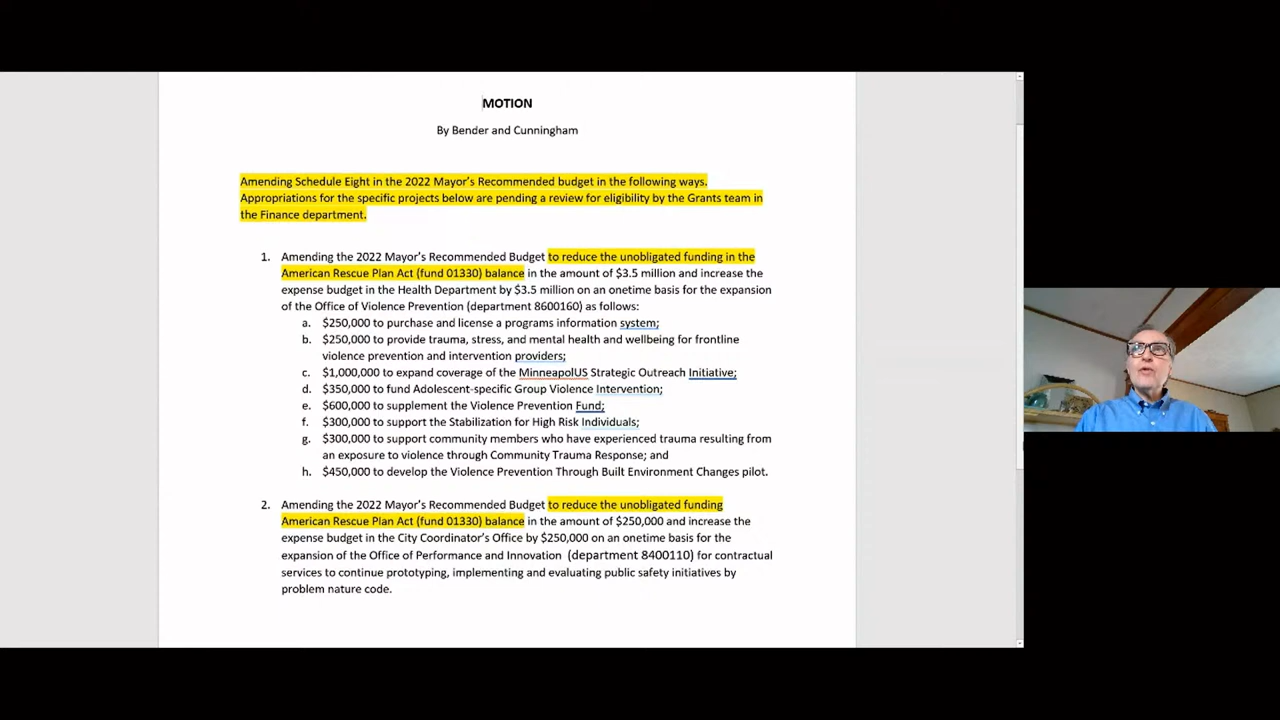 MOTION
By Bender and Cunningham
Amending Schedule Eight in the 2022 Mayor's Recommended budget in the following ways.
Appropriations for the specific projects below are pending a review for eligibility by the Grants team in
the Finance department.
1. Amending the 2022 Mayor's Recommended Budget to reduce the unobligated funding in the
American Rescue Plan Act (fund 01330) balance in the amount of $3.5 million and increase the
expense budget in the Health Department by $3.5 million on an onetime basis for the expansion
of the Office of Violence Prevention (department 8600160) as follows:
a. $250,000 to purchase and license a programs information system;
b. $250,000 to provide trauma, stress, and mental health and wellbeing for frontline
violence prevention and intervention providers;
c. $1,000,000 to expand coverage of the MinneapolUS Strategic Outreach Initiative;
d. $350,000 to fund Adolescent-specific Group Violence Intervention;
e. $600,000 to supplement the Violence Prevention Fund;
f. $300,000 to support the Stabilization for High Risk Individuals;
g. $300,000 to support community members who have experienced trauma resulting from
an exposure to violence through Community Trauma Response; and
h. $450,000 to develop the Violence Prevention Through Built Environment Changes pilot.
2. Amending the 2022 Mayor's Recommended Budget to reduce the unobligated funding
American Rescue Plan Act (fund 01330) balance in the amount of $250,000 and increase the
expense budget in the City Coordinator's Office by $250,000 on an onetime basis for the
expansion of the Office of Performance and Innovation (department 8400110) for contractual
services to continue prototyping, implementing and evaluating public safety initiatives by
problem nature code.